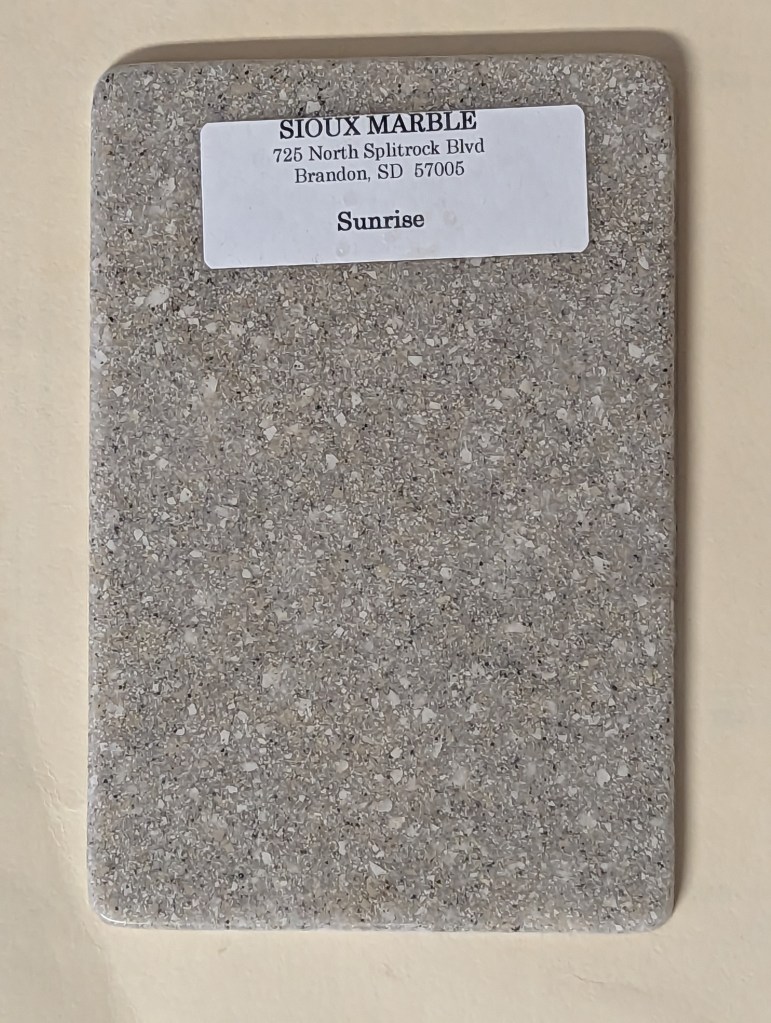 SIOUX MARBLE
725 North Splitrock Blvd
Brandon, SD 57005
Sunrise